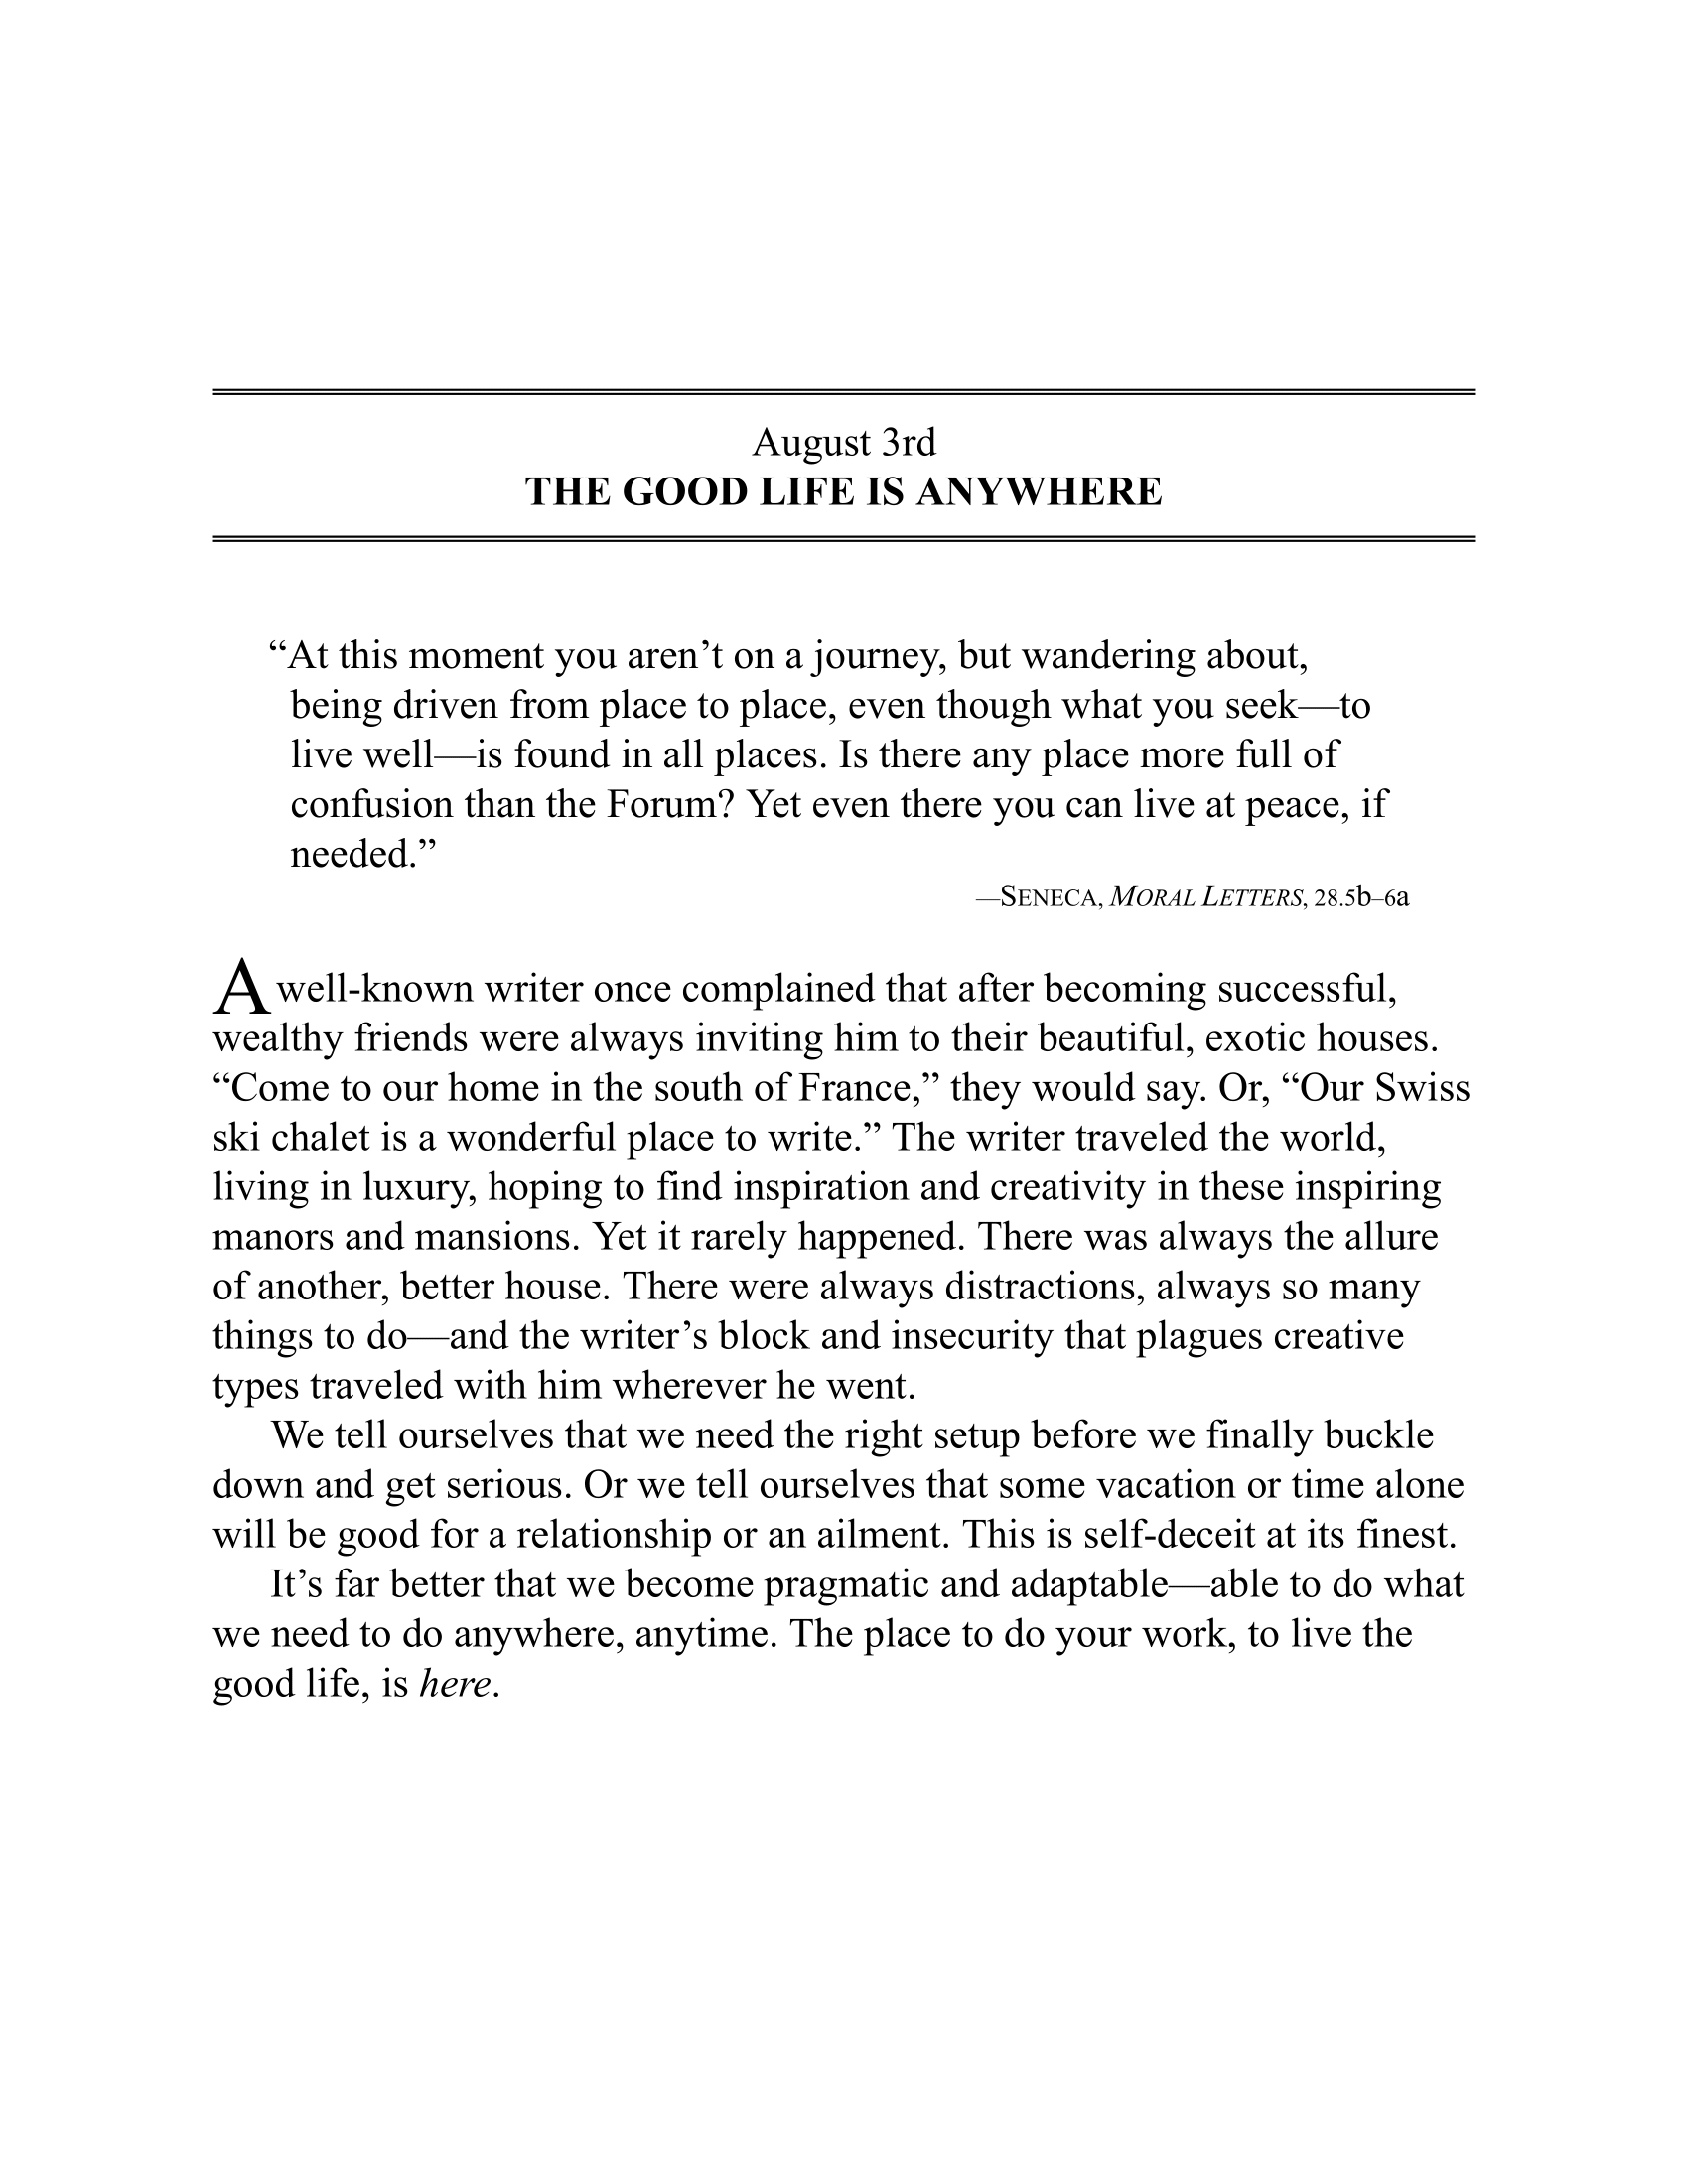 August 3rd
THE GOOD LIFE IS ANYWHERE
“At this moment you aren’t on a journey, but wandering about,
being driven from place to place, even though what you seek—to
live well—is found in all places. Is there any place more full of
confusion than the Forum? Yet even there you can live at peace, if
needed.”
—SENECA, MORAL LETTERS, 28.5b–6a
A well-known writer once complained that after becoming successful,
wealthy friends were always inviting him to their beautiful, exotic houses.
“Come to our home in the south of France,” they would say. Or, “Our Swiss
ski chalet is a wonderful place to write.” The writer traveled the world,
living in luxury, hoping to find inspiration and creativity in these inspiring
manors and mansions. Yet it rarely happened. There was always the allure
of another, better house. There were always distractions, always so many
things to do—and the writer’s block and insecurity that plagues creative
types traveled with him wherever he went.
We tell ourselves that we need the right setup before we finally buckle
down and get serious. Or we tell ourselves that some vacation or time alone
will be good for a relationship or an ailment. This is self-deceit at its finest.
It’s far better that we become pragmatic and adaptable—able to do what
we need to do anywhere, anytime. The place to do your work, to live the
good life, is here.